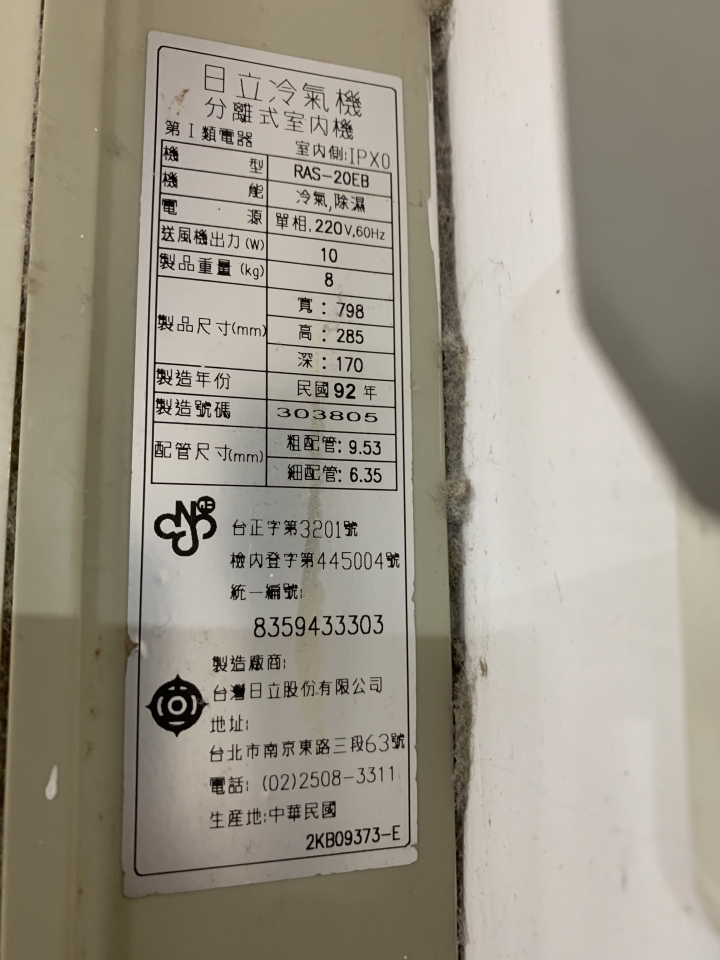 日立冷氣機
分離式室內機
第I類電器 室內側:IPX0
機型 RAS-20EB
機能 冷氣,除濕
電源 單相,220V,60Hz
送風機出力(W) 10
製品重量(kg) 8
製品尺寸(mm) 寬:798
高:285
深:170
製造年份 民國92年
製造號碼 303805
配管尺寸(mm) 粗配管:9.53
細配管:6.35
台正字第3201號
檢內登字第445004號
統一編號:
8359433303
製造廠商:
台灣日立股份有限公司
地址:
台北市南京東路三段63號
電話:(02)2508-3311
生產地:中華民國
2KB09373-E